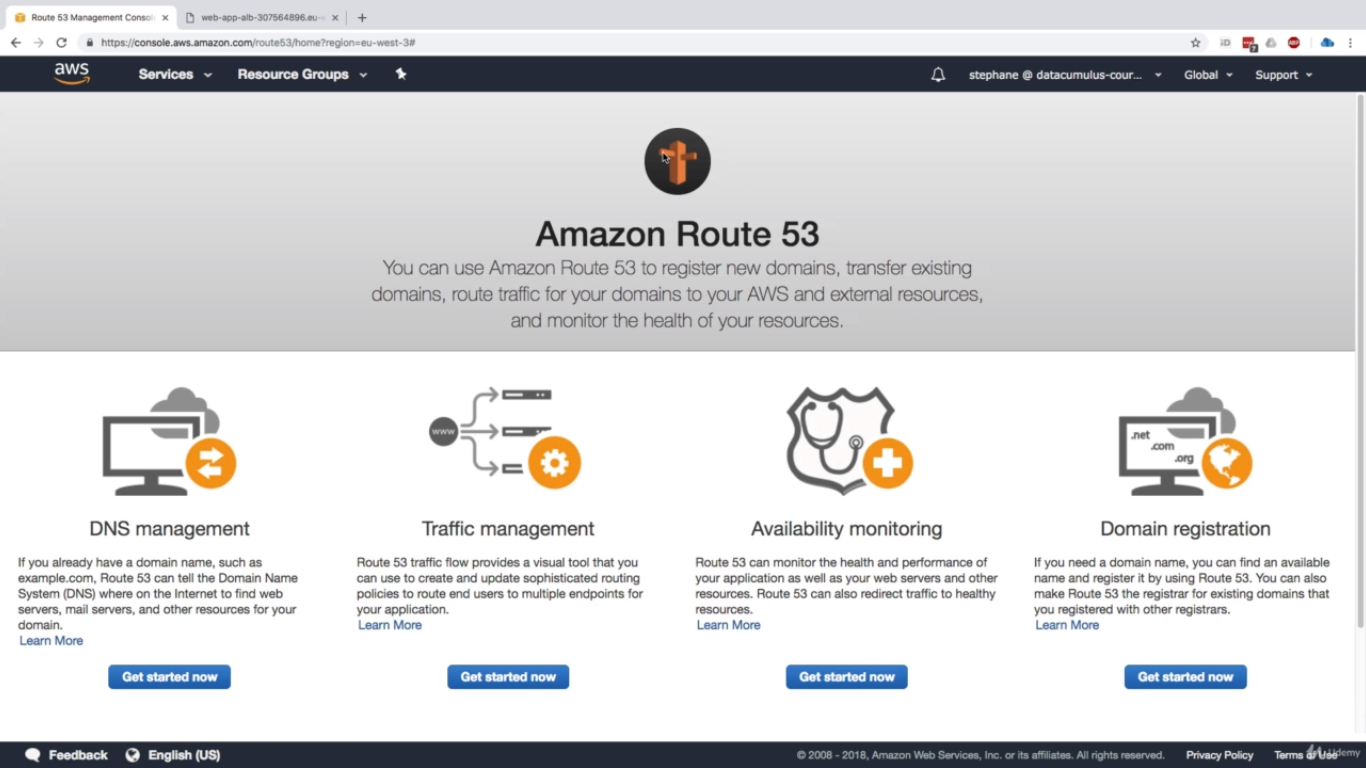 Route 53 Management Consol
web-app-alb-307564896.eu-
https://console.aws.amazon.com/route53/home?region=eu-west-3#
aws Services Resource Groups stephane @ datacumulus-cour... Global Support
Amazon Route 53
You can use Amazon Route 53 to register new domains, transfer existing
domains, route traffic for your domains to your AWS and external resources,
and monitor the health of your resources.
www
.net
.com
.org
DNS management
If you already have a domain name, such as
example.com, Route 53 can tell the Domain Name
System (DNS) where on the Internet to find web
servers, mail servers, and other resources for your
domain.
Learn More
Get started now
Traffic management
Route 53 traffic flow provides a visual tool that you
can use to create and update sophisticated routing
policies to route end users to multiple endpoints for
your application.
Learn More
Get started now
Availability monitoring
Route 53 can monitor the health and performance of
your application as well as your web servers and other
resources. Route 53 can also redirect traffic to healthy
resources.
Learn More
Get started now
Domain registration
If you need a domain name, you can find an available
name and register it by using Route 53. You can also
make Route 53 the registrar for existing domains that
you registered with other registrars.
Learn More
Get started now
Feedback English (US) © 2008 - 2018, Amazon Web Services, Inc. or its affiliates. All rights reserved. Privacy Policy Terms of Use
Udemy